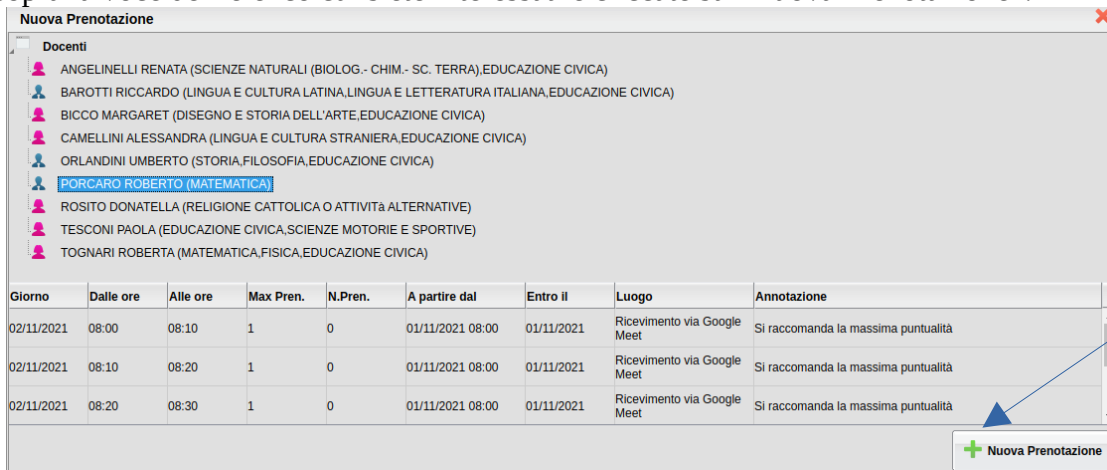 Nuova Prenotazione
Docenti
ANGELINELLI RENATA (SCIENZE NATURALI (BIOLOG.- CHIM.- SC. TERRA),EDUCAZIONE CIVICA)
BAROTTI RICCARDO (LINGUA E CULTURA LATINA,LINGUA E LETTERATURA ITALIANA,EDUCAZIONE CIVICA)
BICCO MARGARET (DISEGNO E STORIA DELL'ARTE,EDUCAZIONE CIVICA)
CAMELLINI ALESSANDRA (LINGUA E CULTURA STRANIERA,EDUCAZIONE CIVICA)
ORLANDINI UMBERTO (STORIA,FILOSOFIA,EDUCAZIONE CIVICA)
PORCARO ROBERTO (MATEMATICA)
ROSITO DONATELLA (RELIGIONE CATTOLICA O ATTIVITà ALTERNATIVE)
TESCONI PAOLA (EDUCAZIONE CIVICA,SCIENZE MOTORIE E SPORTIVE)
TOGNARI ROBERTA (MATEMATICA,FISICA,EDUCAZIONE CIVICA)
Giorno Dalle ore Alle ore Max Pren. N.Pren. A partire dal Entro il Luogo Annotazione
02/11/2021 08:00 08:10 1 0 01/11/2021 08:00 01/11/2021 Ricevimento via Google Meet Si raccomanda la massima puntualità
02/11/2021 08:10 08:20 1 0 01/11/2021 08:00 01/11/2021 Ricevimento via Google Meet Si raccomanda la massima puntualità
02/11/2021 08:20 08:30 1 0 01/11/2021 08:00 01/11/2021 Ricevimento via Google Meet Si raccomanda la massima puntualità
Nuova Prenotazione